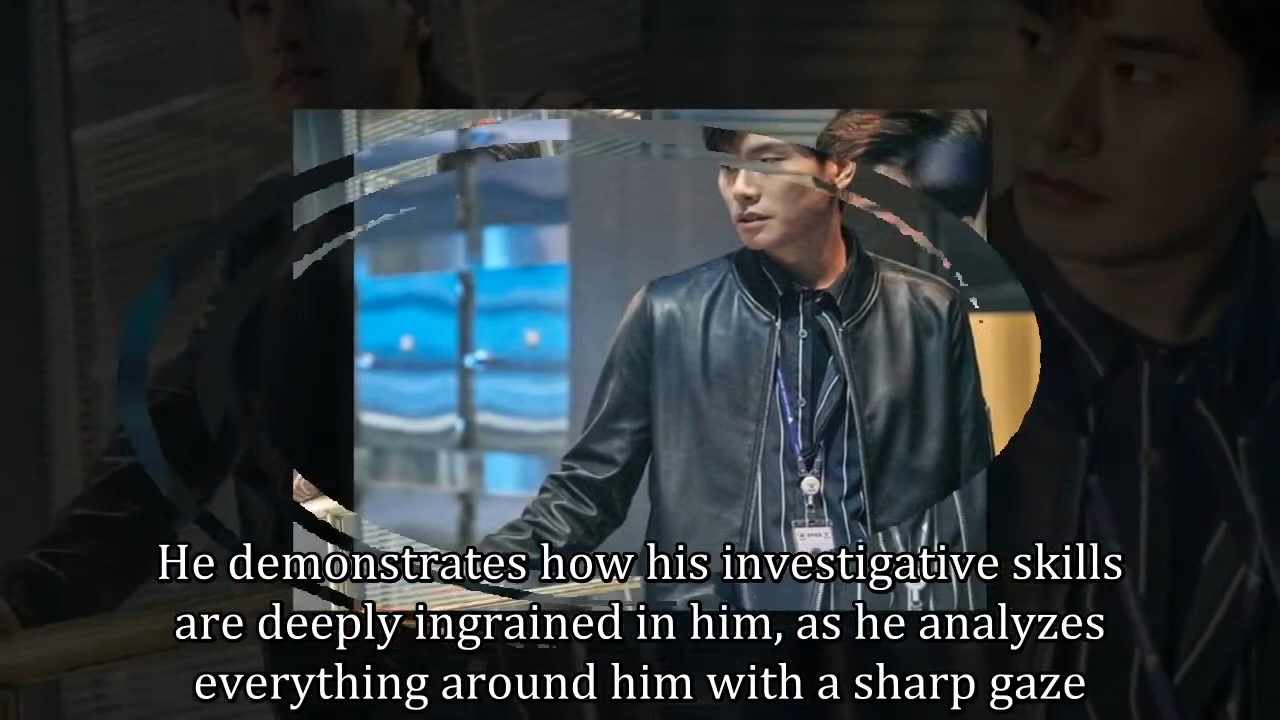 He demonstrates how his investigative skills
are deeply ingrained in him, as he analyzes
everything around him with a sharp gaze